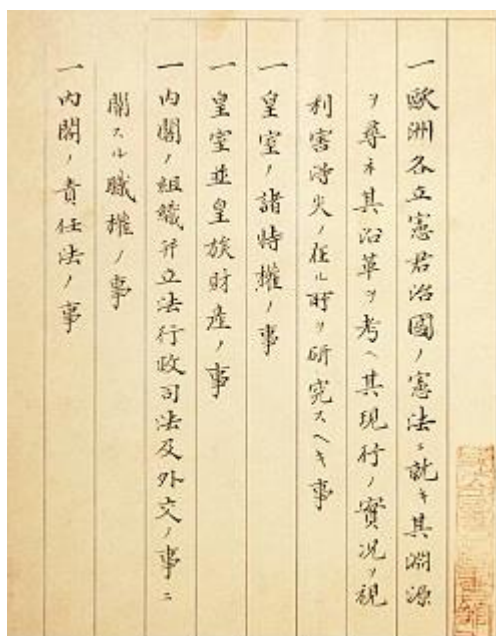 一歐洲各立憲君治國ノ憲法ニ就キ其淵源
ヲ尋ネ其沿革ヲ考ヘ其現行ノ實況ヲ視
利害得失ノ在ル所ヲ研究スヘキ事
一皇室ノ諸特權ノ事
一皇室並皇族財産ノ事
一内閣ノ組織并立法行政司法及外交ノ事ニ
關スル職權ノ事
一内閣ノ責任法ノ事